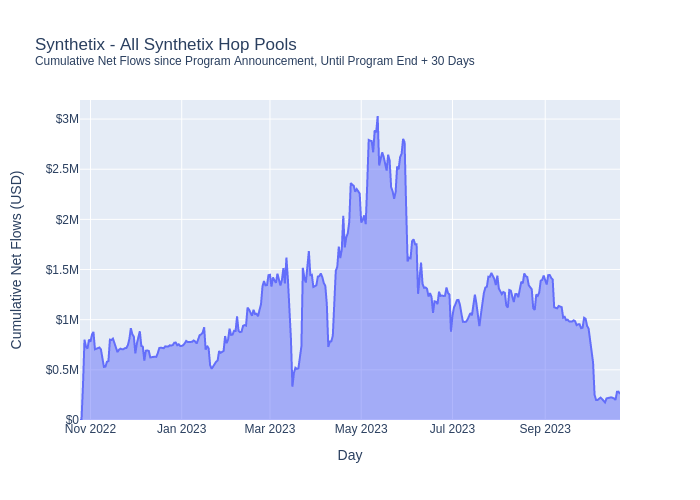 Synthetix - All Synthetix Hop Pools
Cumulative Net Flows since Program Announcement, Until Program End + 30 Days
Cumulative Net Flows (USD)
$3M
$2.5M
$2M
$1.5M
$1M
$0.5M
$0
Nov 2022 Jan 2023 Mar 2023 May 2023 Jul 2023 Sep 2023
Day